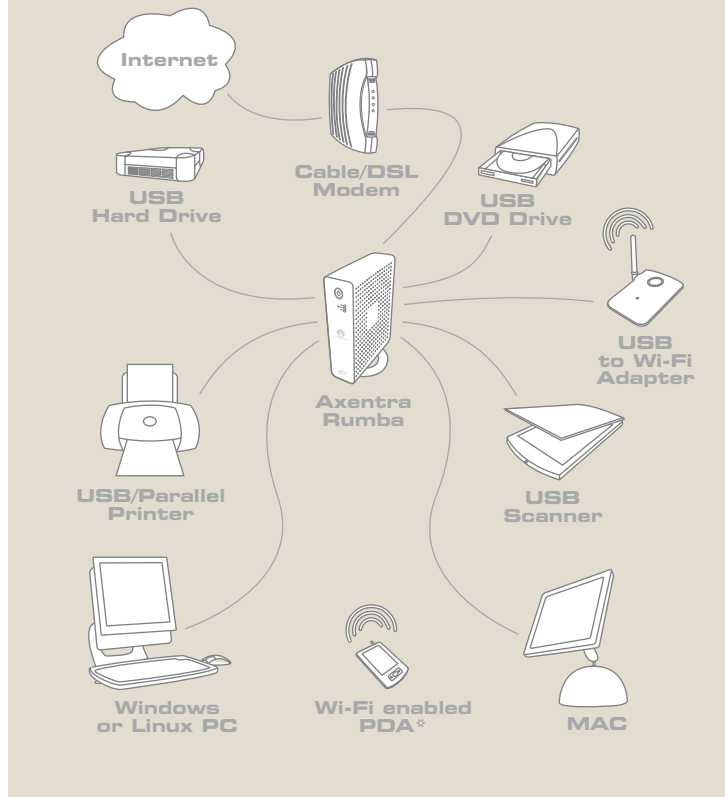 Internet
Cable/DSL
Modem
USB
Hard Drive
USB
DVD Drive
USB
to Wi-Fi
Adapter
Axentra
Rumba
USB/Parallel
Printer
USB
Scanner
Windows
or Linux PC
Wi-Fi enabled
PDA*
MAC